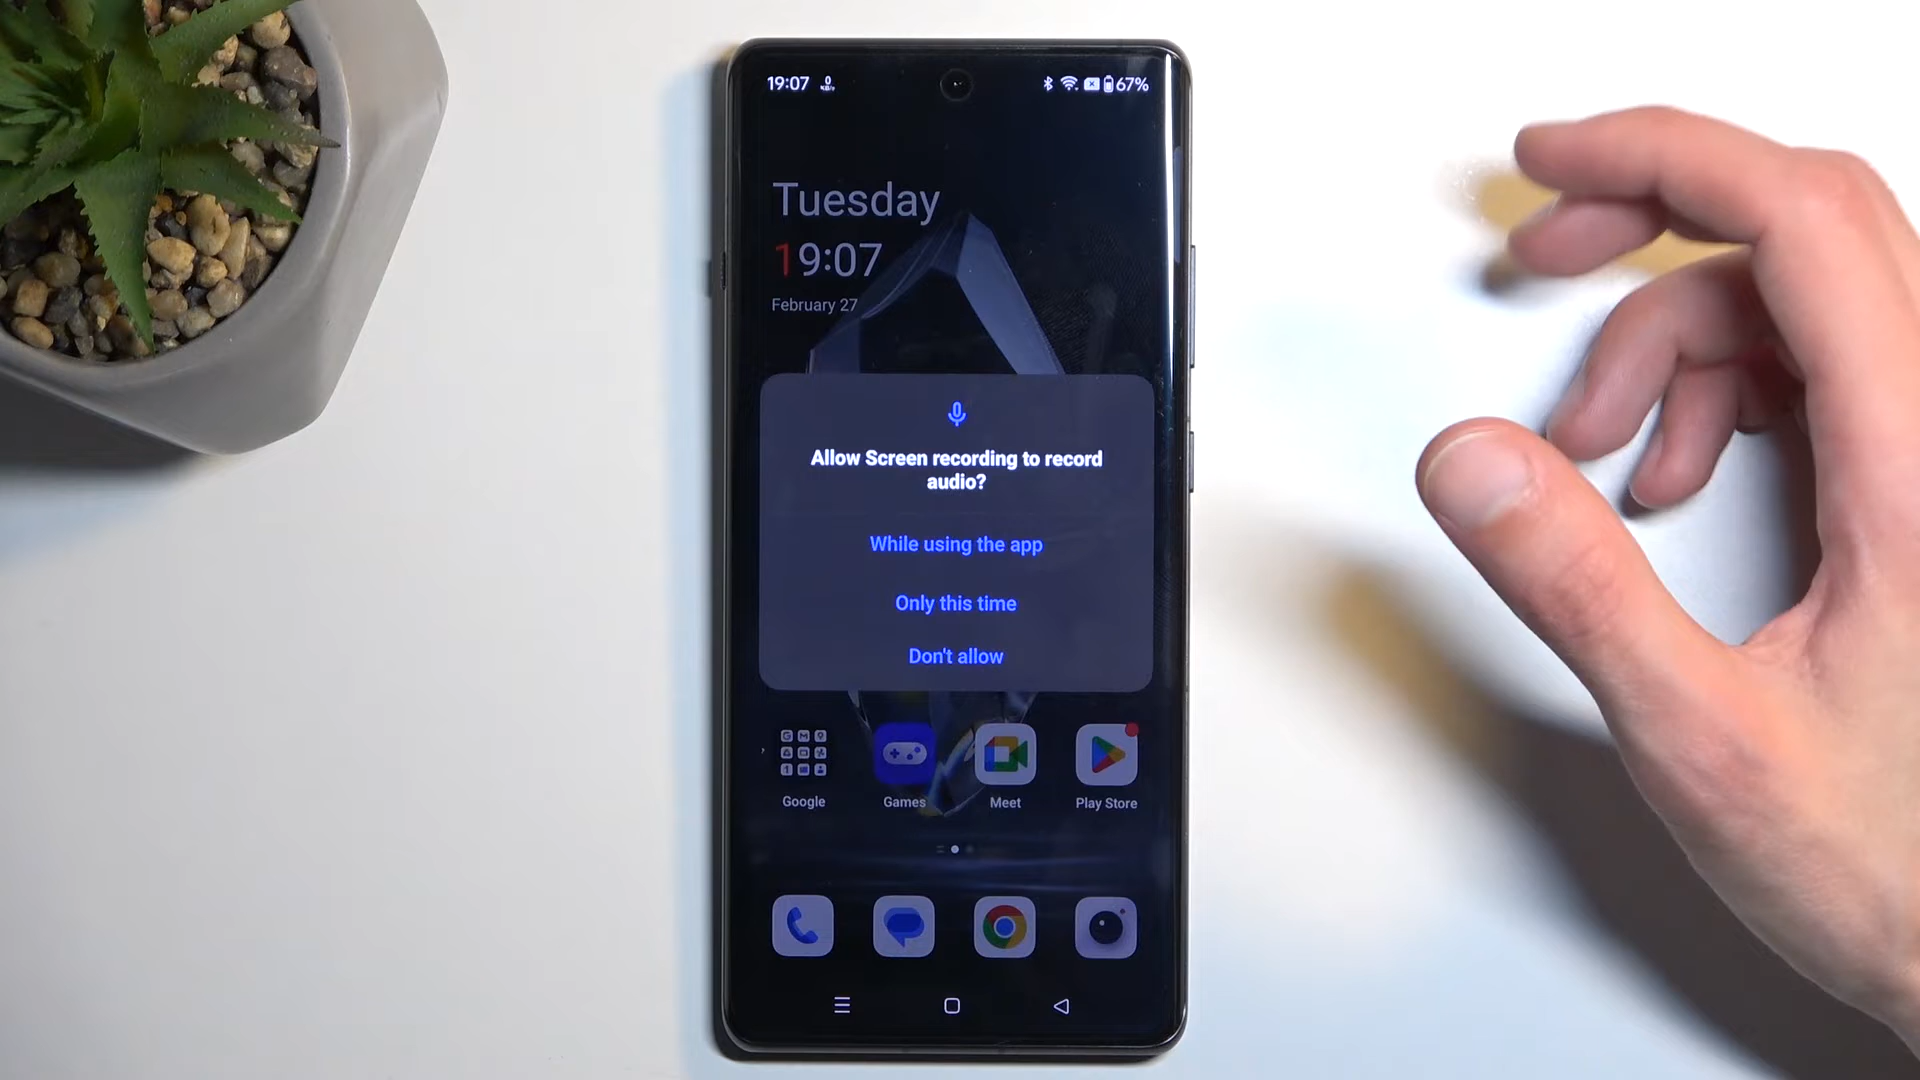 19:07
67%
Tuesday
19:07
February 27
Allow Screen recording to record
audio?
While using the app
Only this time
Don't allow
Google
Games
Meet
Play Store